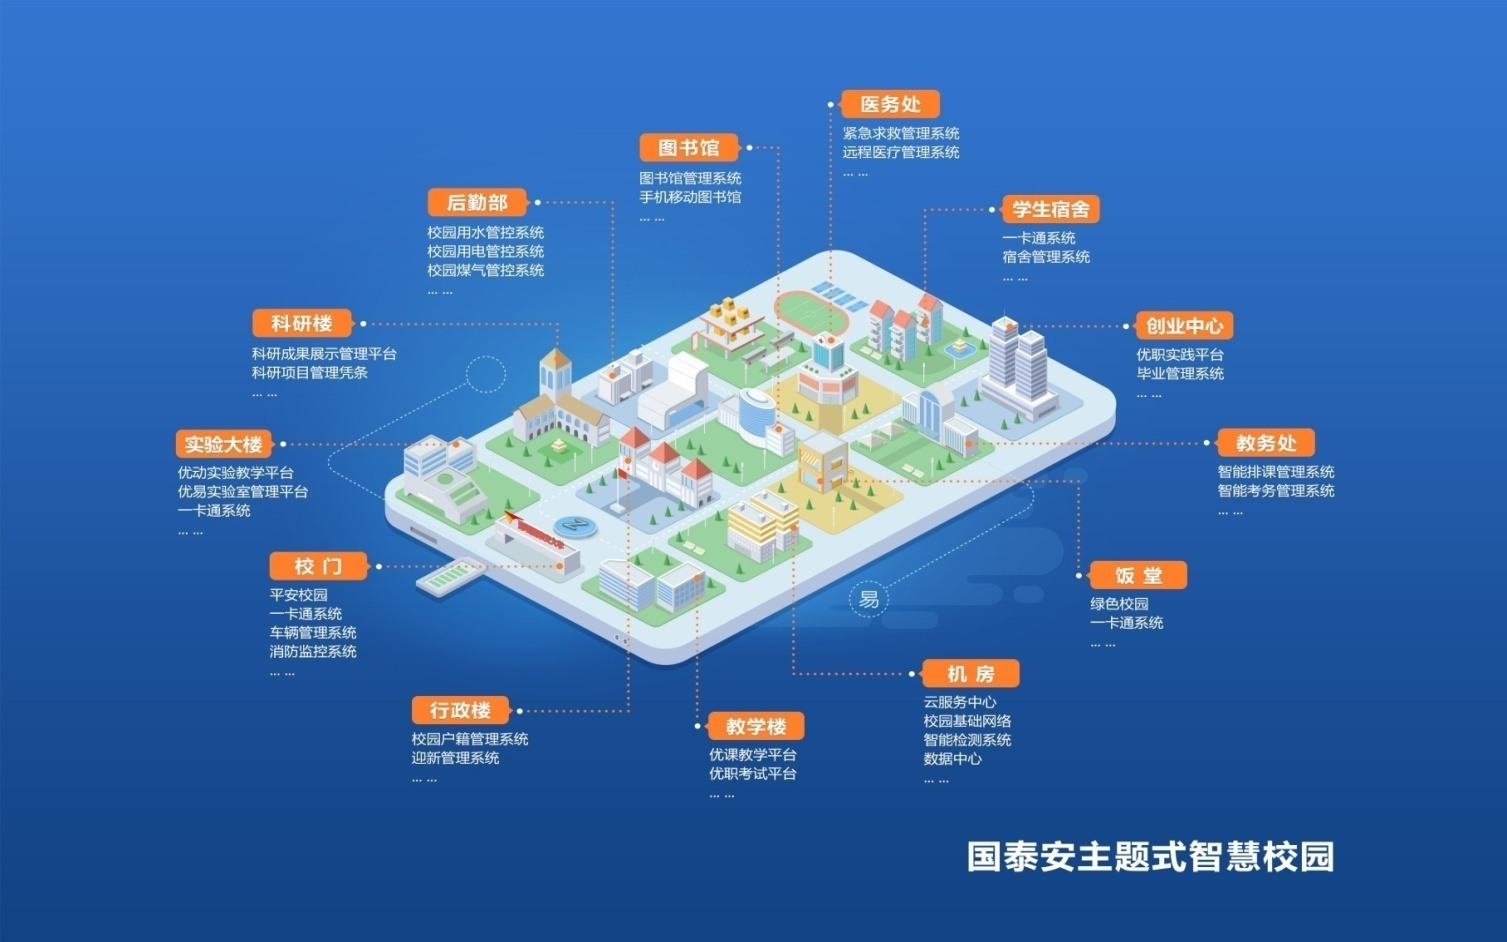 医务处
紧急求救管理系统
远程医疗管理系统
... ...
图书馆
图书馆管理系统
手机移动图书馆
... ...
后勤部
校园用水管控系统
校园用电管控系统
校园煤气管控系统
... ...
学生宿舍
一卡通系统
宿舍管理系统
... ...
科研楼
科研成果展示管理平台
科研项目管理凭条
... ...
创业中心
优职实践平台
毕业管理系统
... ...
实验大楼
优动实验教学平台
优易实验室管理平台
一卡通系统
... ...
教务处
智能排课管理系统
智能考务管理系统
... ...
校 门
平安校园
一卡通系统
车辆管理系统
消防监控系统
... ...
饭 堂
绿色校园
一卡通系统
... ...
易
机 房
云服务中心
校园基础网络
智能检测系统
数据中心
... ...
行政楼
校园户籍管理系统
迎新管理系统
... ...
教学楼
优课教学平台
优职考试平台
... ...
国泰安主题式智慧校园